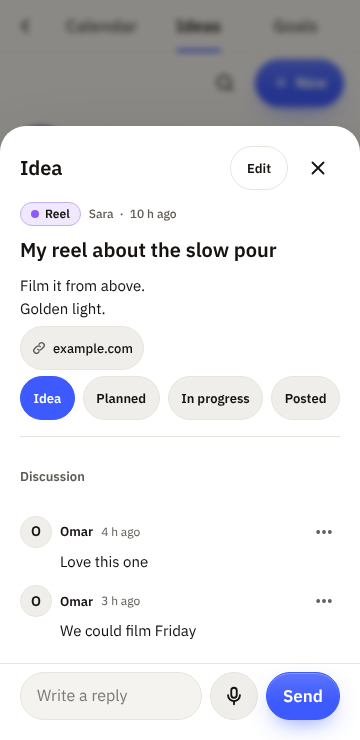 Calendar
Ideas
Goals
+ New
Idea
Edit
Reel
Sara · 10 h ago
My reel about the slow pour
Film it from above.
Golden light.
example.com
Idea
Planned
In progress
Posted
Discussion
O
Omar 4 h ago
Love this one
O
Omar 3 h ago
We could film Friday
Write a reply
Send